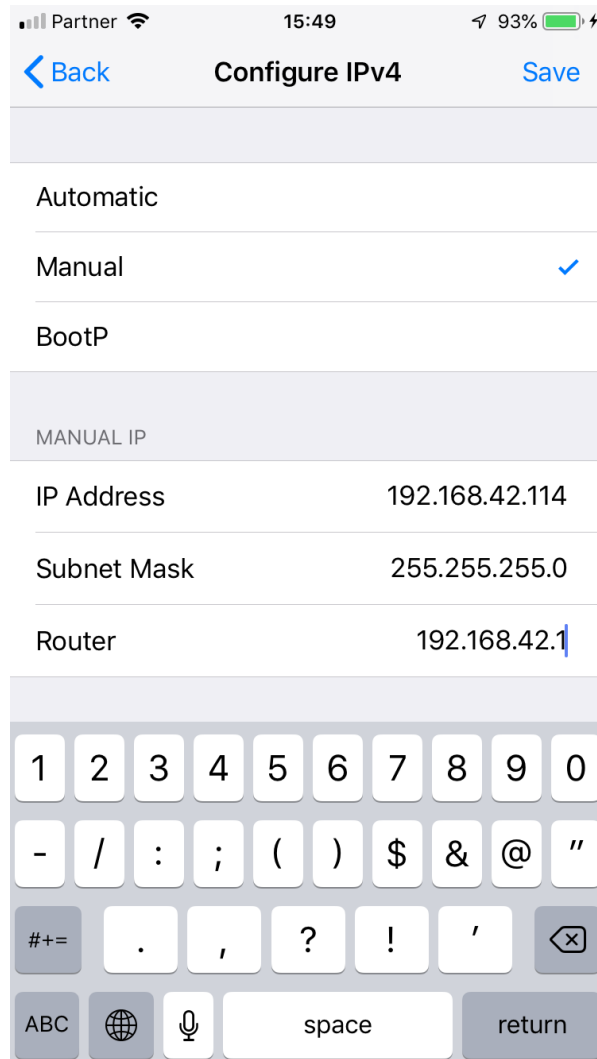 Partner 15:49 93%
Back Configure IPv4 Save
Automatic
Manual
BootP
MANUAL IP
IP Address 192.168.42.114
Subnet Mask 255.255.255.0
Router 192.168.42.1
1 2 3 4 5 6 7 8 9 0
- / : ; ( ) $ & @ "
#+= . , ? ! '
ABC space return